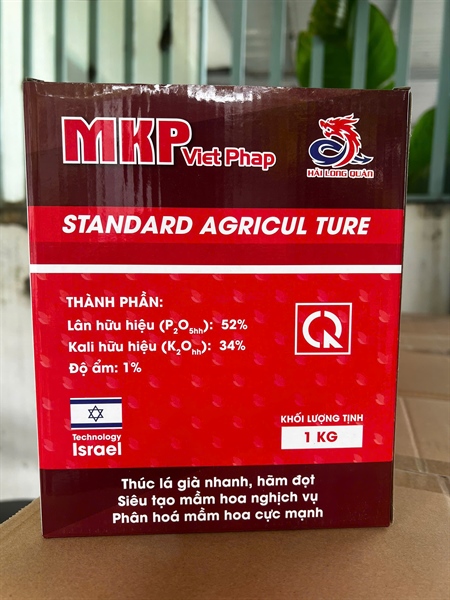 MKP Viet Phap
HẢI LONG QUÂN
STANDARD AGRICUL TURE
THÀNH PHẦN:
Lân hữu hiệu (P2O5hh): 52%
Kali hữu hiệu (K2Ohh): 34%
Độ ẩm: 1%
CR
Technology
Israel
KHỐI LƯỢNG TỊNH
1 KG
Thúc lá già nhanh, hãm đọt
Siêu tạo mầm hoa nghịch vụ
Phân hoá mầm hoa cực mạnh